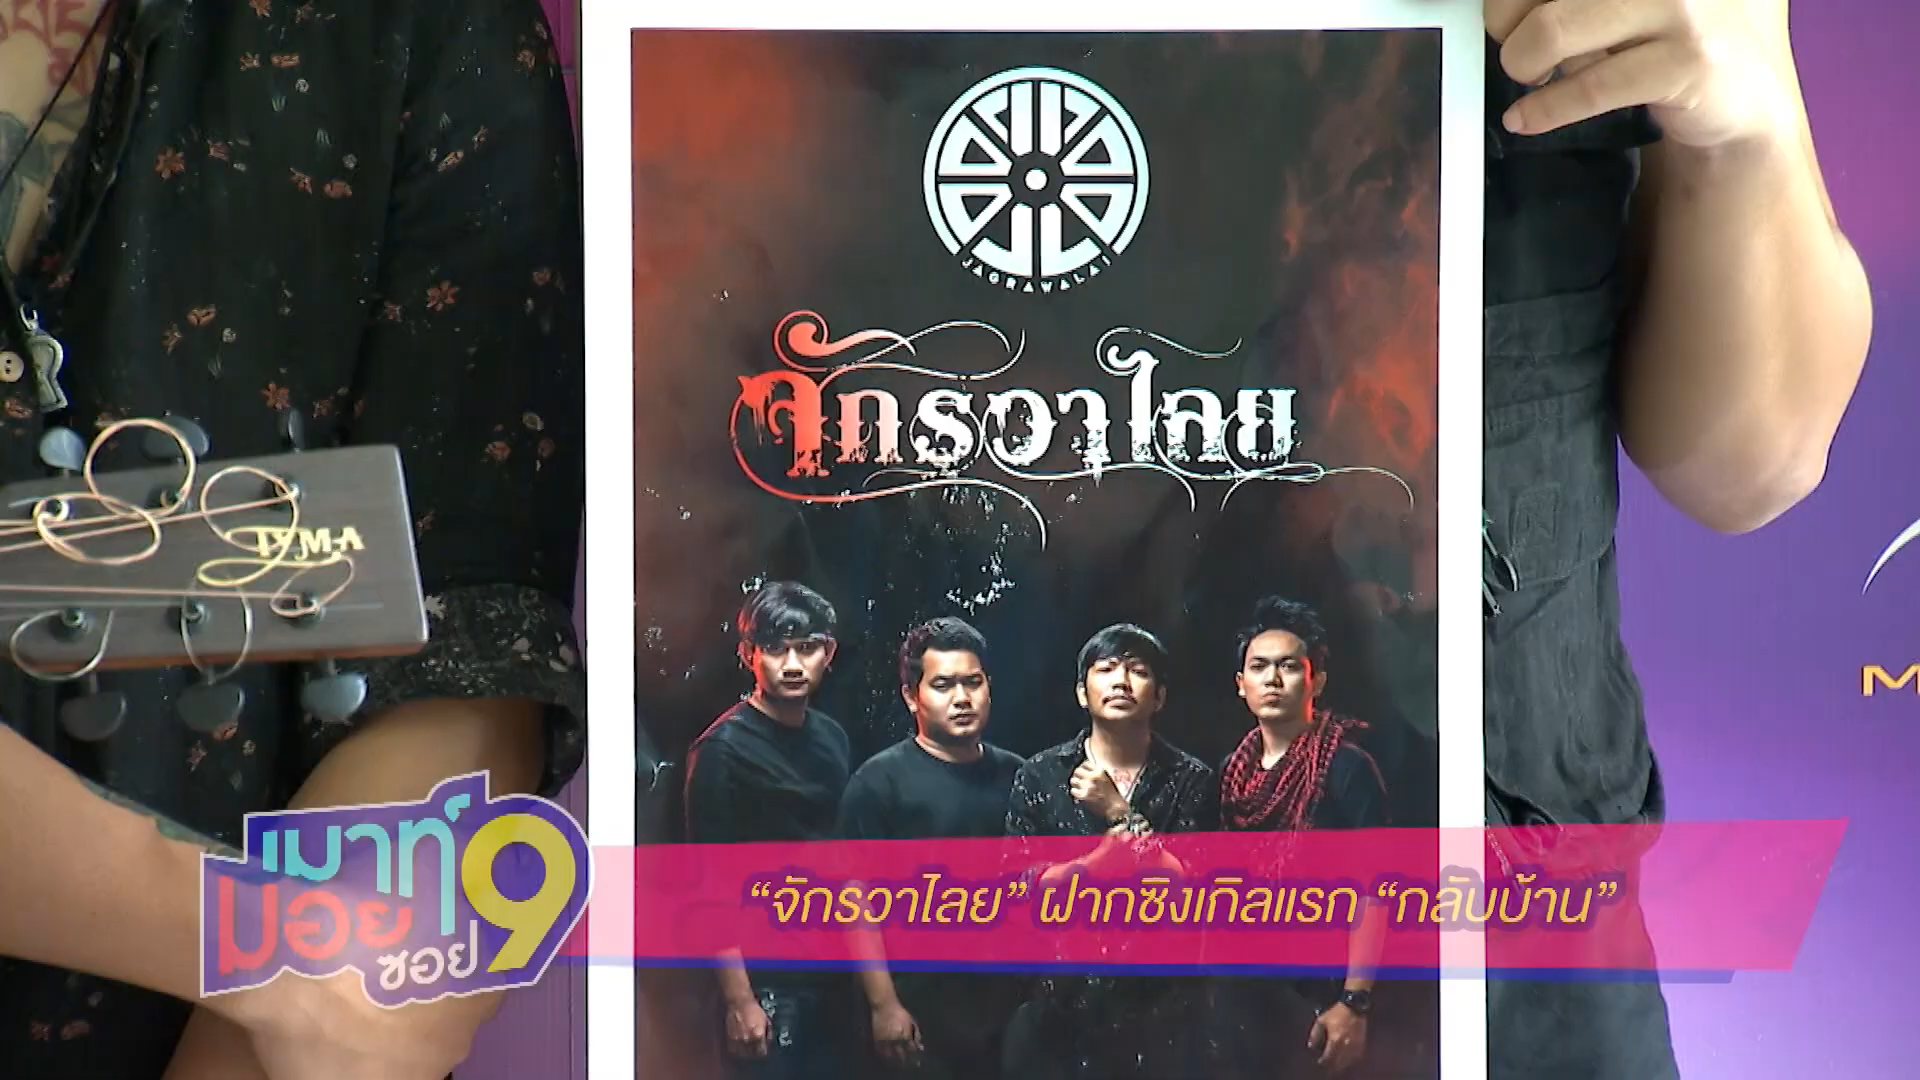 JAGRAWALAI
จักรวาไลย
TYMA
M
เมาท์
มอย
ซอย
9
“จักรวาไลย” ฝากซิงเกิลแรก “กลับบ้าน”